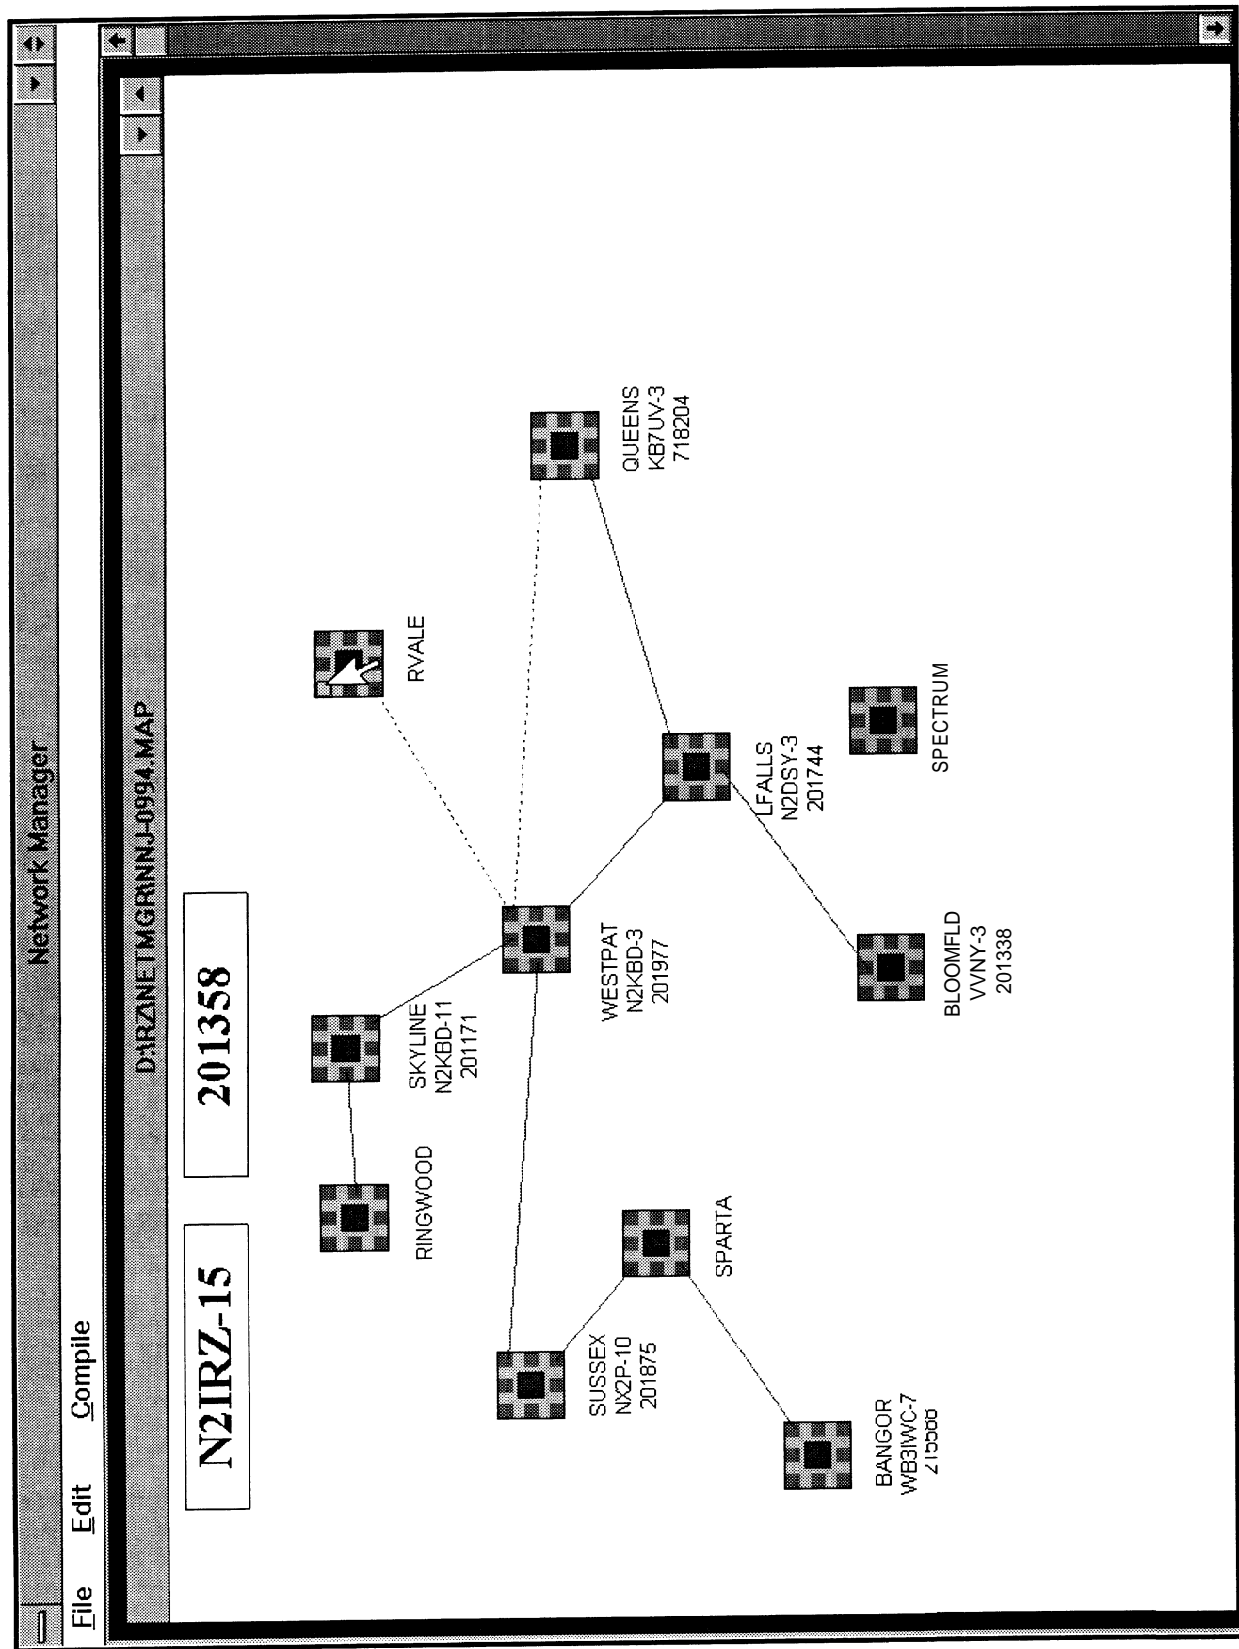 Network Manager
File Edit Compile
D:\RZ\NETMGR\NNJ-0994.MAP
N2IRZ-15
201358
RINGWOOD
SKYLINE
N2KBD-11
201171
RVALE
SUSSEX
NX2P-10
201875
WESTPAT
N2KBD-3
201977
QUEENS
KB7UV-3
718204
SPARTA
LFALLS
N2DSY-3
201744
BANGOR
WB3IWC-7
BLOOMFLD
VVNY-3
201338
SPECTRUM